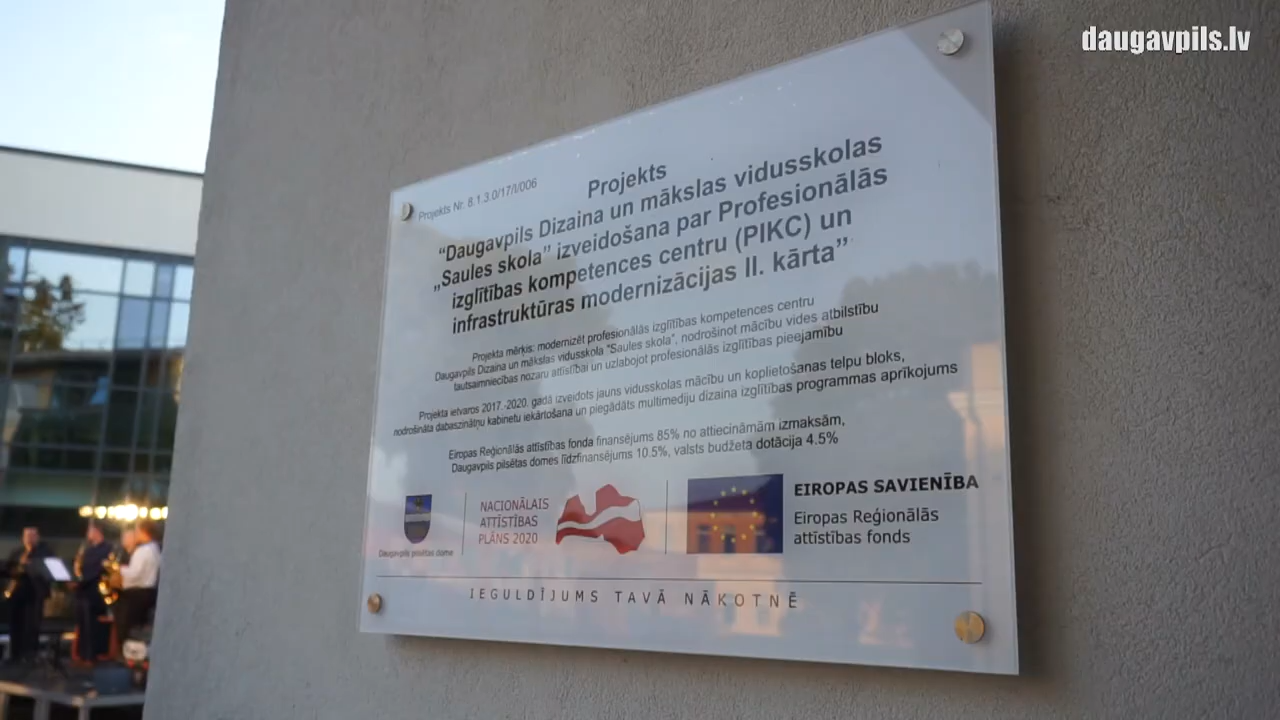 daugavpils.lv
Projekts Nr. 8.1.3.0/17/I/006
Projekts
“Daugavpils Dizaina un mākslas vidusskolas
„Saules skola” izveidošana par Profesionālās
izglītības kompetences centru (PIKC) un
infrastruktūras modernizācijas II. kārta”
Projekta mērķis: modernizēt profesionālās izglītības kompetences centru
Daugavpils Dizaina un mākslas vidusskola "Saules skola", nodrošinot mācību vides atbilstību
tautsaimniecības nozaru attīstībai un uzlabojot profesionālās izglītības pieejamību
Projekta ietvaros 2017.-2020. gadā izveidots jauns vidusskolas mācību un koplietošanas telpu bloks,
nodrošināta dabaszinātņu kabinetu iekārtošana un piegādāts multimediju dizaina izglītības programmas aprīkojums
Eiropas Reģionālās attīstības fonda finansējums 85% no attiecināmām izmaksām,
Daugavpils pilsētas domes līdzfinansējums 10.5%, valsts budžeta dotācija 4.5%
Daugavpils pilsētas dome
NACIONĀLAIS
ATTĪSTĪBAS
PLĀNS 2020
EIROPAS SAVIENĪBA
Eiropas Reģionālās
attīstības fonds
IEGULDĪJUMS TAVĀ NĀKOTNĒ